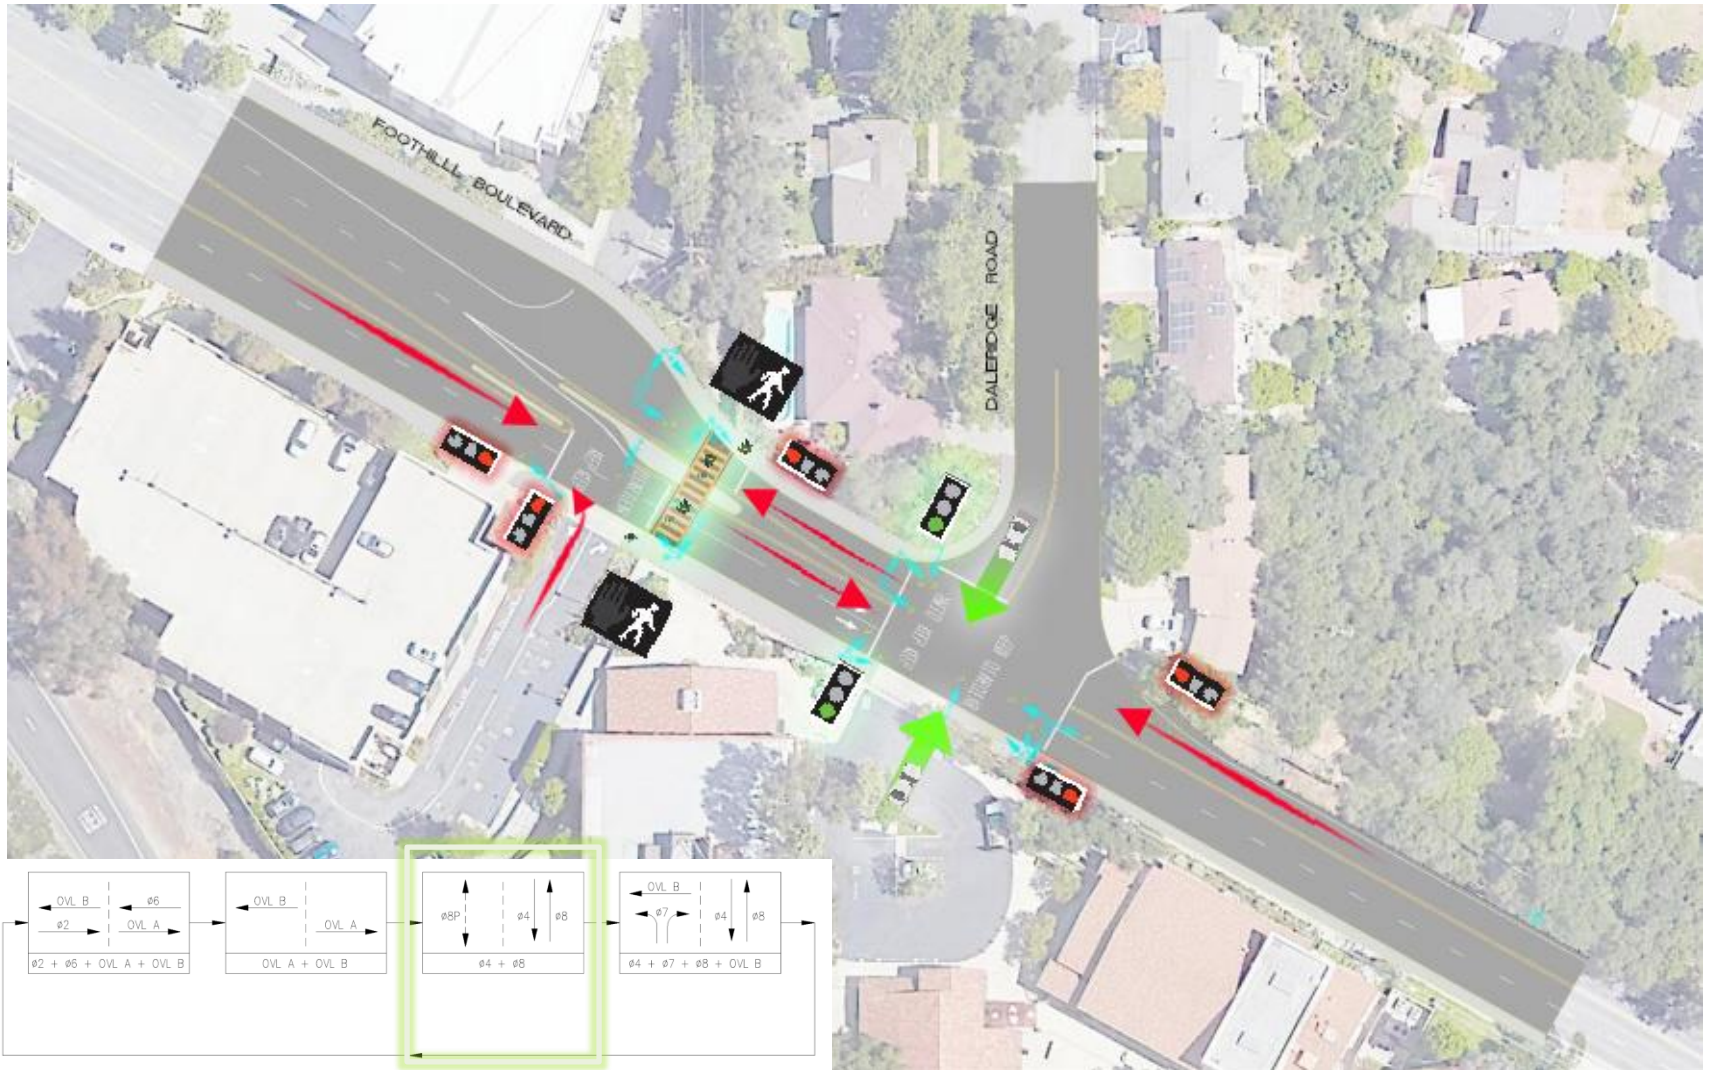 FOOTHILLL BOULEVARD
DALERIDGE ROAD
OVL B ø6
ø2 OVL A
ø2 + ø6 + OVL A + OVL B
OVL B
OVL A
OVL A + OVL B
ø8P ø4 ø8
ø4 + ø8
OVL B
ø7 ø4 ø8
ø4 + ø7 + ø8 + OVL B